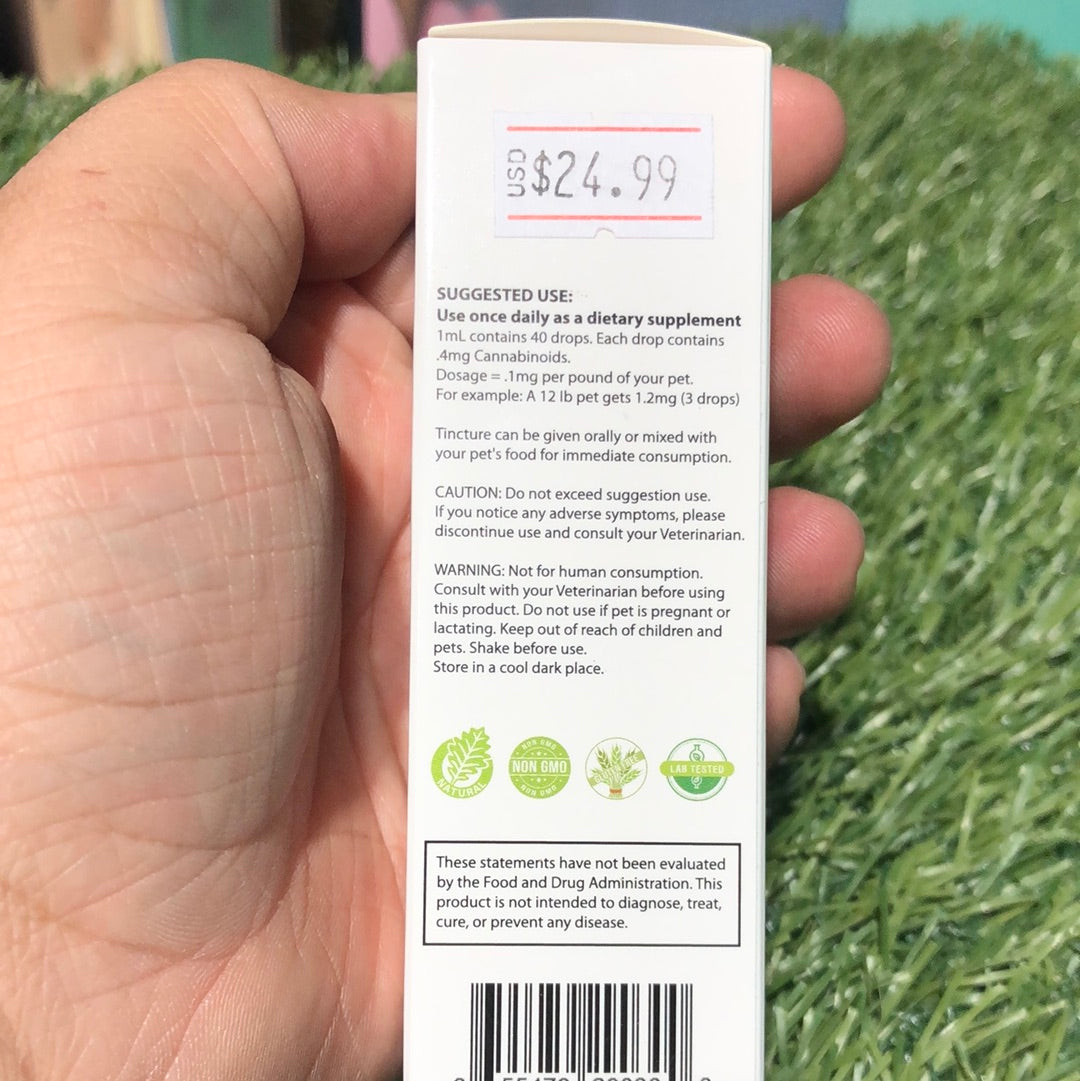 USD $24.99
SUGGESTED USE:
Use once daily as a dietary supplement
1mL contains 40 drops. Each drop contains
.4mg Cannabinoids.
Dosage = .1mg per pound of your pet.
For example: A 12 lb pet gets 1.2mg (3 drops)
Tincture can be given orally or mixed with
your pet's food for immediate consumption.
CAUTION: Do not exceed suggestion use.
If you notice any adverse symptoms, please
discontinue use and consult your Veterinarian.
WARNING: Not for human consumption.
Consult with your Veterinarian before using
this product. Do not use if pet is pregnant or
lactating. Keep out of reach of children and
pets. Shake before use.
Store in a cool dark place.
NATURAL
NON GMO
NON GMO
NON GMO
LAB TESTED
These statements have not been evaluated
by the Food and Drug Administration. This
product is not intended to diagnose, treat,
cure, or prevent any disease.